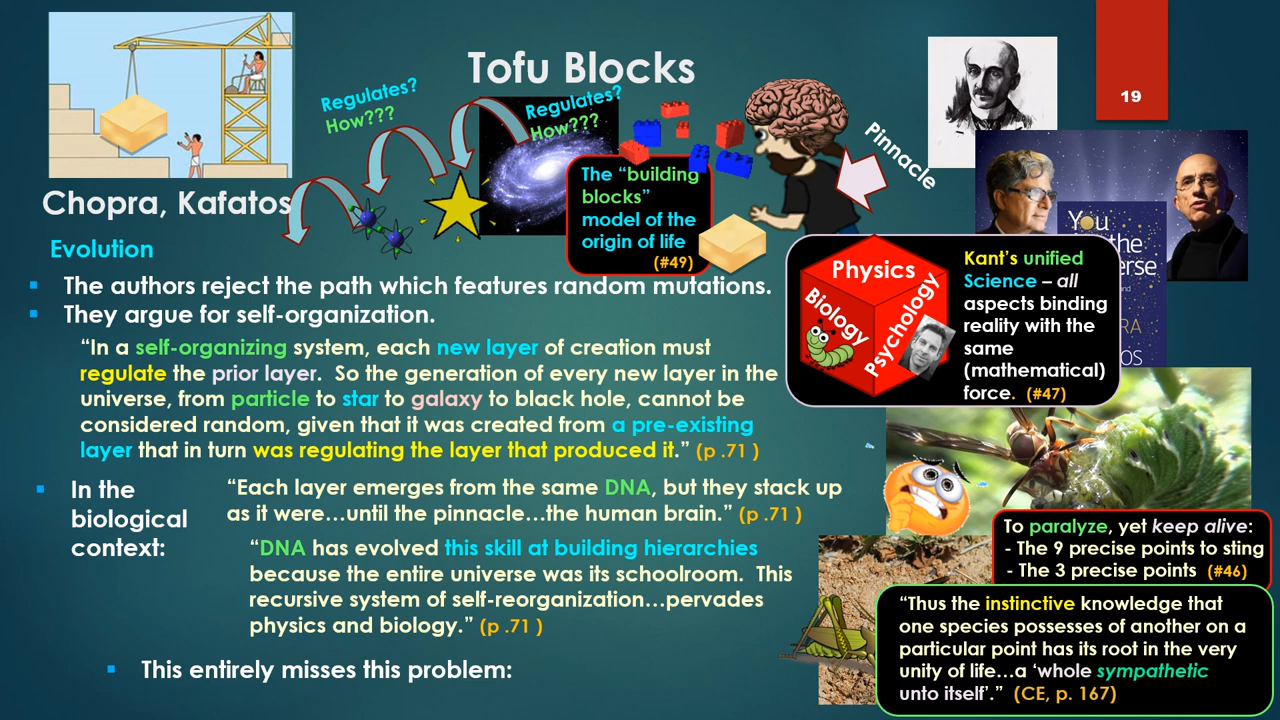 Tofu Blocks
19
Regulates?
How???
Regulates?
How???
Pinnacle
The “building
blocks”
model of the
origin of life
(#49)
You
the
erse
and
RA
OS
Chopra, Kafatos
Evolution
Physics
Biology
Psychology
Kant’s unified
Science – all
aspects binding
reality with the
same
(mathematical)
force. (#47)
▪ The authors reject the path which features random mutations.
▪ They argue for self-organization.
“In a self-organizing system, each new layer of creation must
regulate the prior layer. So the generation of every new layer in the
universe, from particle to star to galaxy to black hole, cannot be
considered random, given that it was created from a pre-existing
layer that in turn was regulating the layer that produced it.” (p .71 )
▪ In the
biological
context:
“Each layer emerges from the same DNA, but they stack up
as it were…until the pinnacle…the human brain.” (p .71 )
“DNA has evolved this skill at building hierarchies
because the entire universe was its schoolroom. This
recursive system of self-reorganization…pervades
physics and biology.” (p .71 )
▪ This entirely misses this problem:
To paralyze, yet keep alive:
- The 9 precise points to sting
- The 3 precise points (#46)
“Thus the instinctive knowledge that
one species possesses of another on a
particular point has its root in the very
unity of life…a ‘whole sympathetic
unto itself’.” (CE, p. 167)